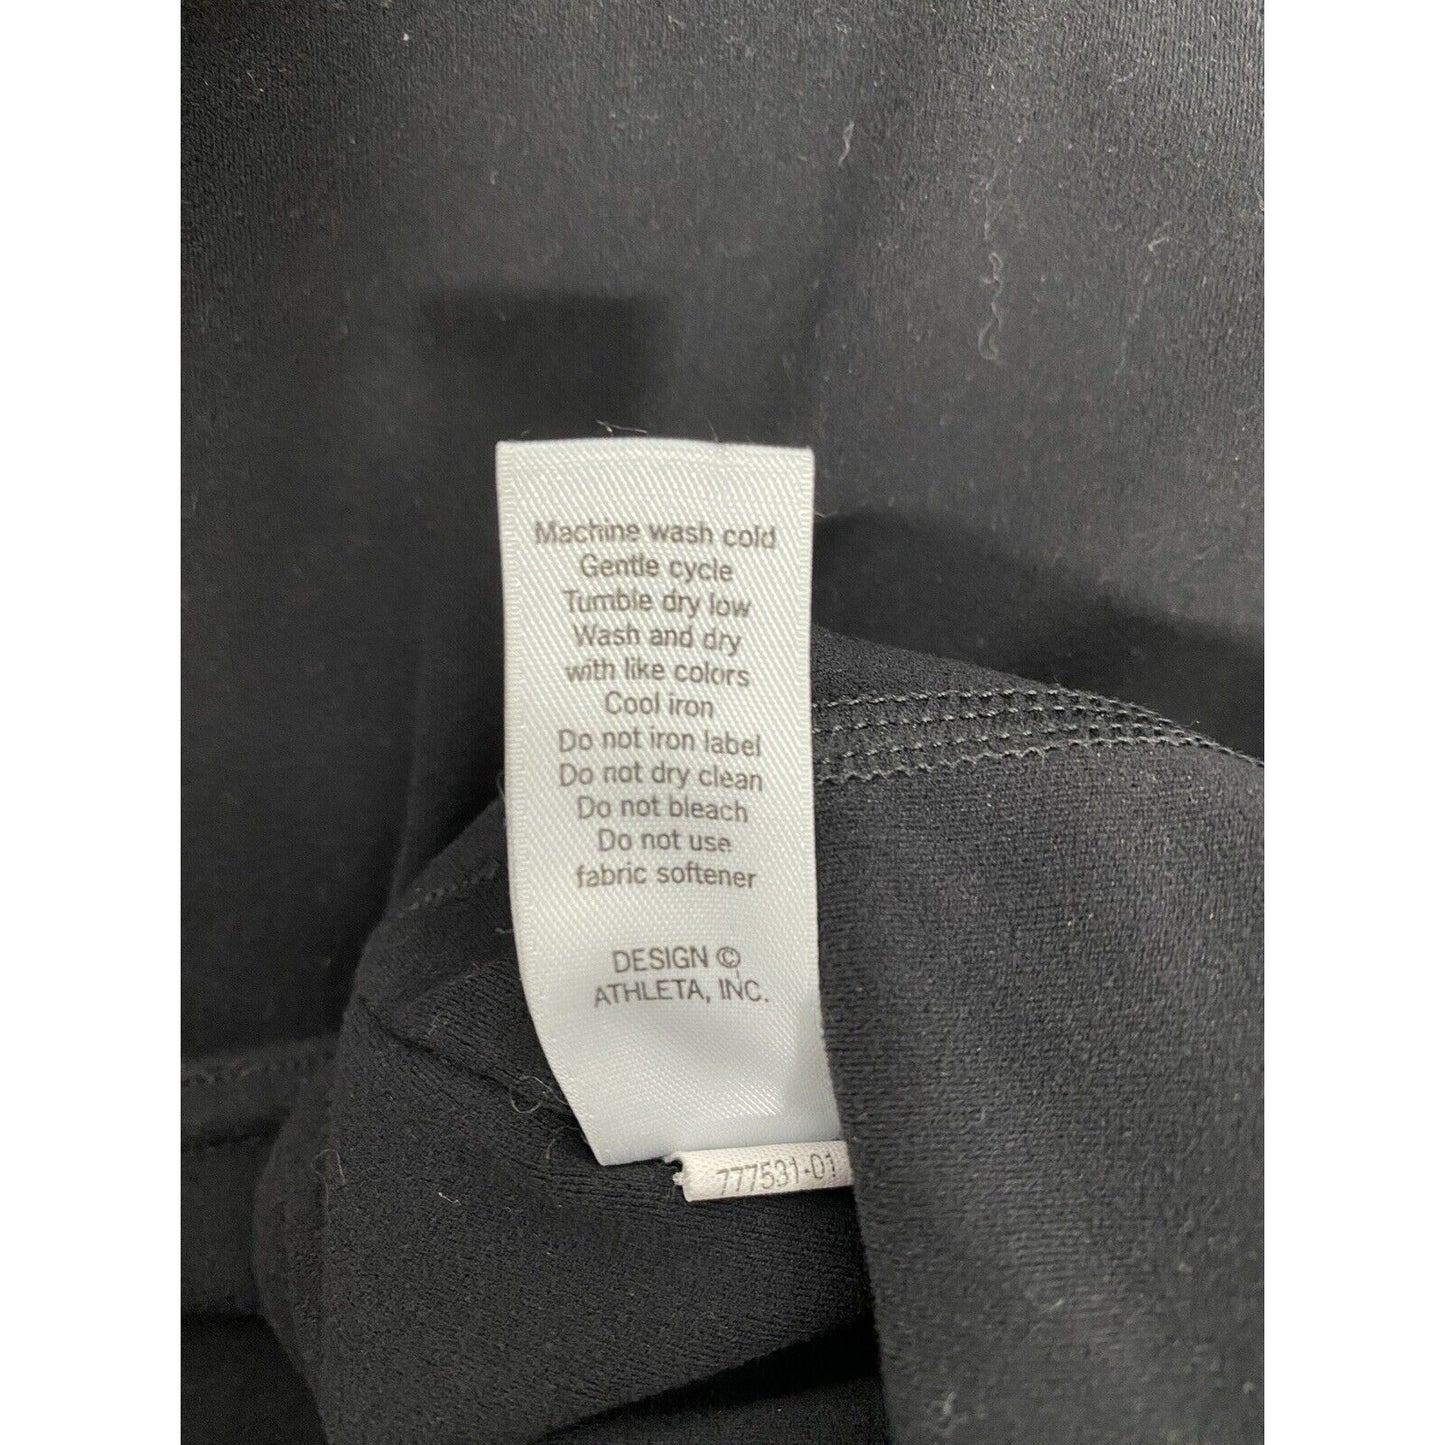 Machine wash cold
Gentle cycle
Tumble dry low
Wash and dry
with like colors
Cool iron
Do not iron label
Do not dry clean
Do not bleach
Do not use
fabric softener
DESIGN ©
ATHLETA, INC.
777531-01